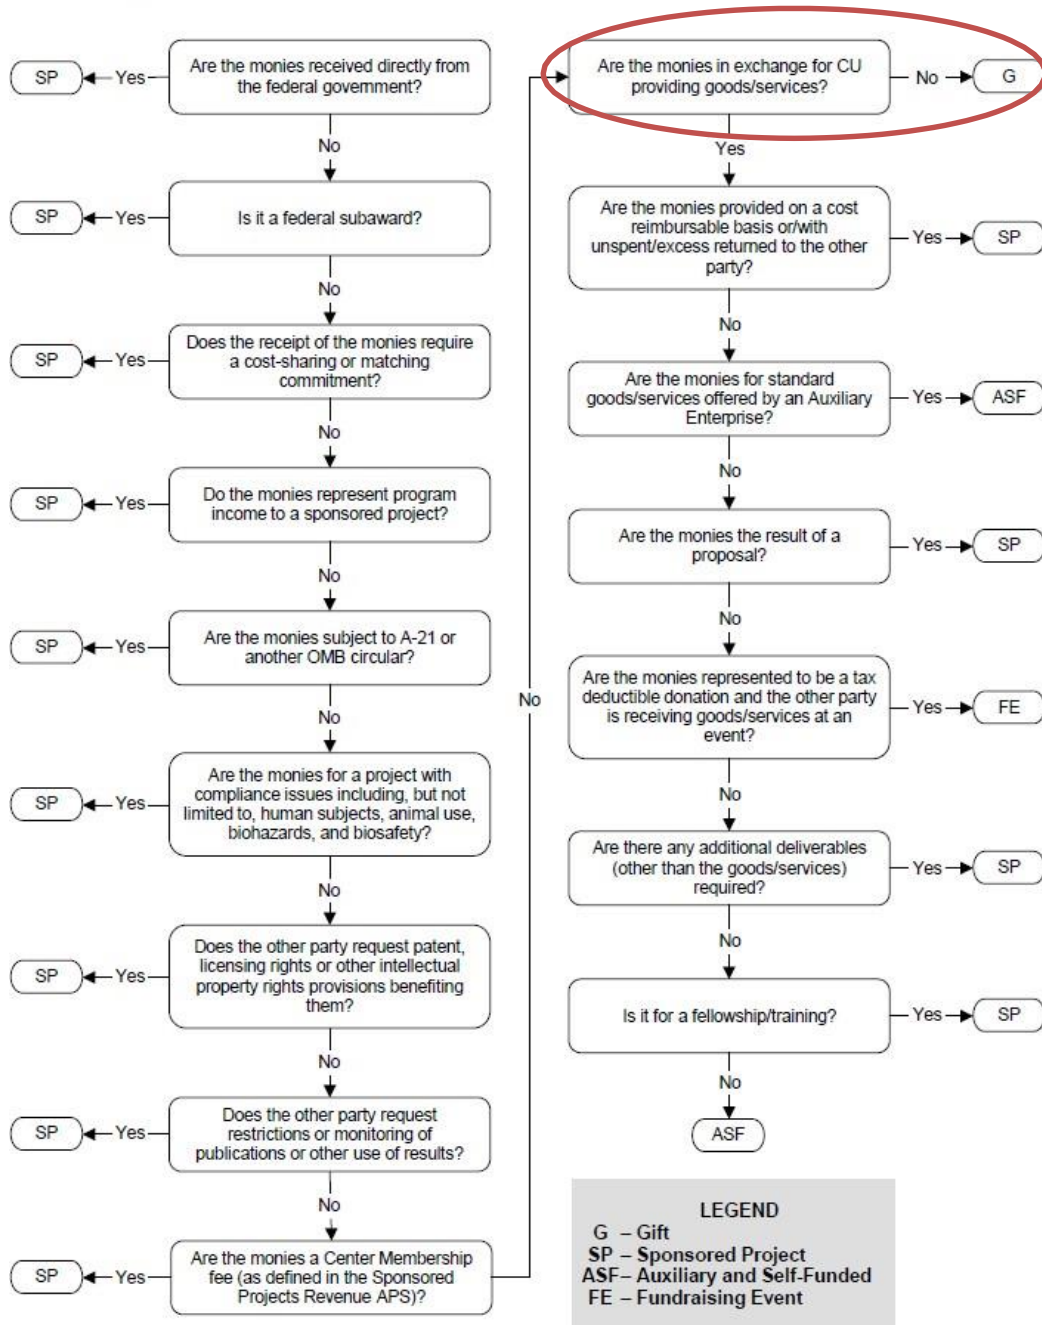 SP
Yes
Are the monies received directly from
the federal government?
No
SP
Yes
Is it a federal subaward?
No
SP
Yes
Does the receipt of the monies require
a cost-sharing or matching
commitment?
No
SP
Yes
Do the monies represent program
income to a sponsored project?
No
SP
Yes
Are the monies subject to A-21 or
another OMB circular?
No
SP
Yes
Are the monies for a project with
compliance issues including, but not
limited to, human subjects, animal use,
biohazards, and biosafety?
No
SP
Yes
Does the other party request patent,
licensing rights or other intellectual
property rights provisions benefiting
them?
No
SP
Yes
Does the other party request
restrictions or monitoring of
publications or other use of results?
No
SP
Yes
Are the monies a Center Membership
fee (as defined in the Sponsored
Projects Revenue APS)?
No
Are the monies in exchange for CU
providing goods/services?
No
G
Yes
Are the monies provided on a cost
reimbursable basis or/with
unspent/excess returned to the other
party?
Yes
SP
No
Are the monies for standard
goods/services offered by an Auxiliary
Enterprise?
Yes
ASF
No
Are the monies the result of a
proposal?
Yes
SP
No
Are the monies represented to be a tax
deductible donation and the other party
is receiving goods/services at an
event?
Yes
FE
No
Are there any additional deliverables
(other than the goods/services)
required?
Yes
SP
No
Is it for a fellowship/training?
Yes
SP
No
ASF
LEGEND
G – Gift
SP – Sponsored Project
ASF– Auxiliary and Self-Funded
FE – Fundraising Event